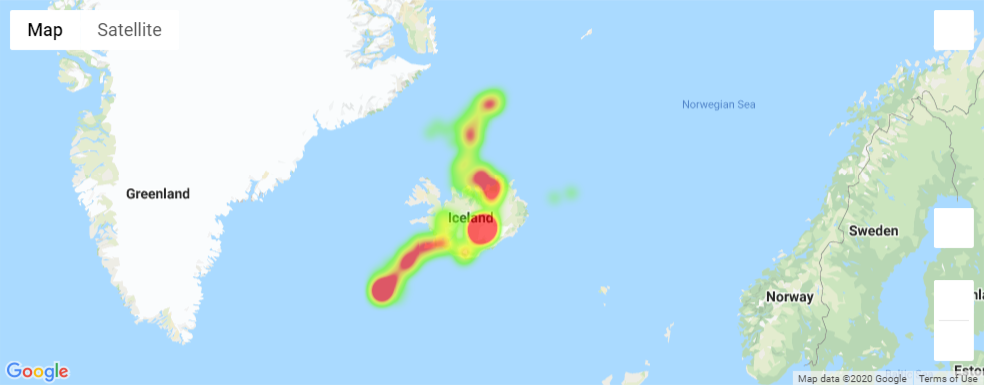 Map Satellite
Norwegian Sea
Greenland
Iceland
Sweden
Norway
Google
Map data ©2020 Google Terms of Use